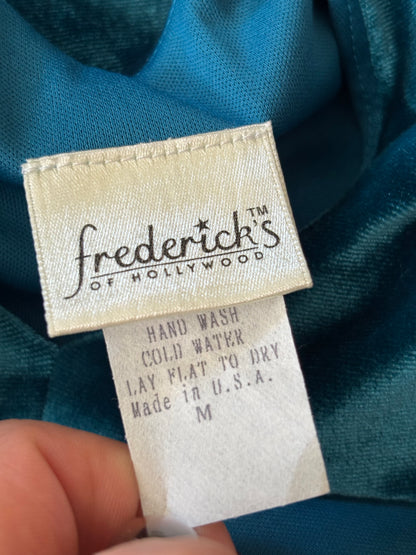 frederick's™
OF HOLLYWOOD
HAND WASH
COLD WATER
LAY FLAT TO DRY
Made in U.S.A.
M